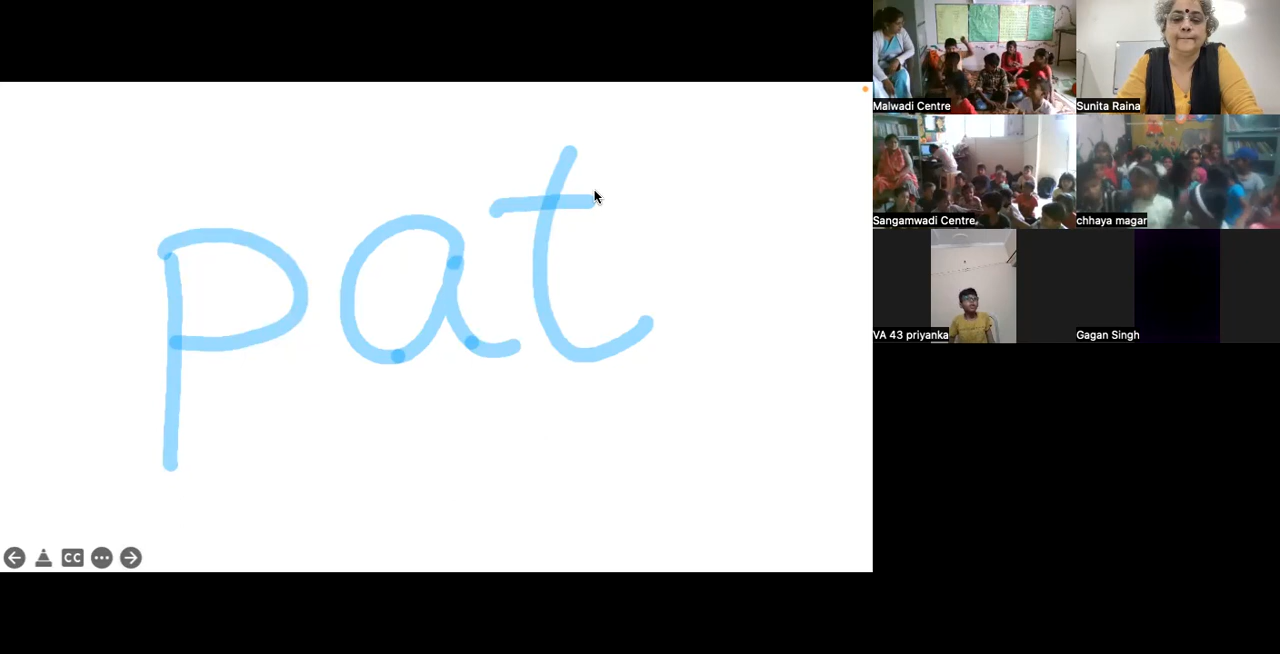 pat
Malwadi Centre
Sunita Raina
Sangamwadi Centre
chhaya magar
VA 43 priyanka
Gagan Singh
CC